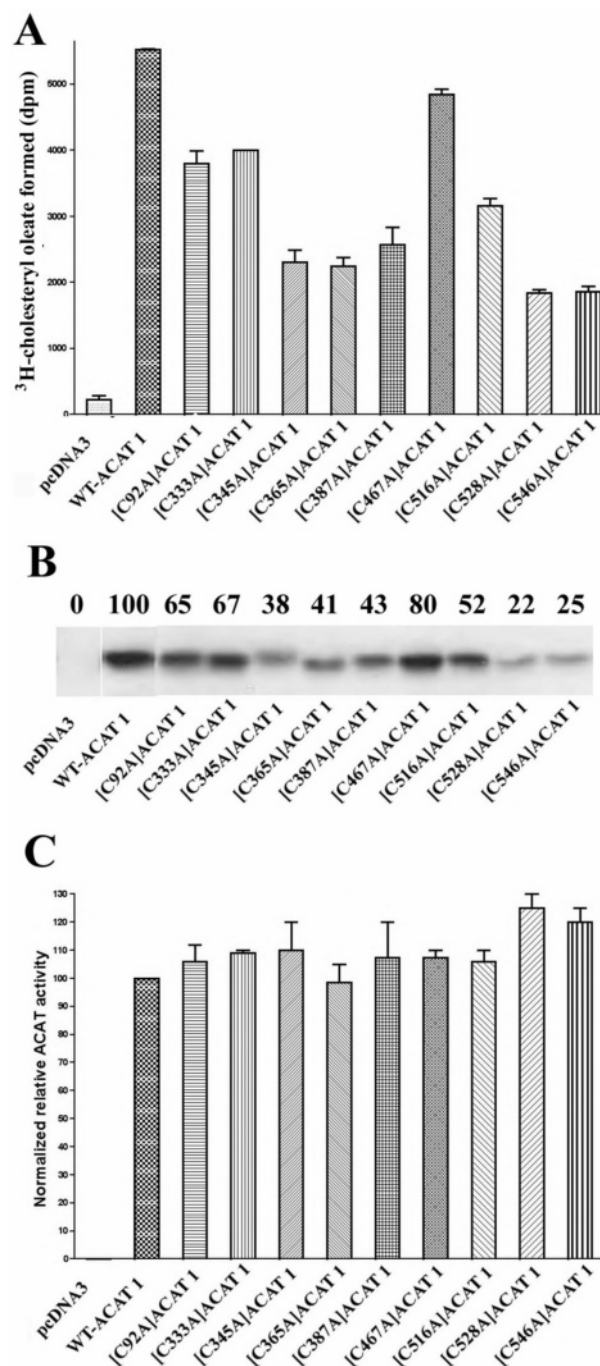 A
³H-cholesteryl oleate formed (dpm)
5000
4000
3000
2000
1000
0
pcDNA3
WT-ACAT 1
[C92A]ACAT 1
[C333A]ACAT 1
[C345A]ACAT 1
[C365A]ACAT 1
[C387A]ACAT 1
[C467A]ACAT 1
[C516A]ACAT 1
[C528A]ACAT 1
[C546A]ACAT 1
B
0 100 65 67 38 41 43 80 52 22 25
pcDNA3
WT-ACAT 1
[C92A]ACAT 1
[C333A]ACAT 1
[C345A]ACAT 1
[C365A]ACAT 1
[C387A]ACAT 1
[C467A]ACAT 1
[C516A]ACAT 1
[C528A]ACAT 1
[C546A]ACAT 1
C
Normalized relative ACAT activity
130
120
110
100
90
80
70
60
50
40
30
20
10
0
pcDNA3
WT-ACAT 1
[C92A]ACAT 1
[C333A]ACAT 1
[C345A]ACAT 1
[C365A]ACAT 1
[C387A]ACAT 1
[C467A]ACAT 1
[C516A]ACAT 1
[C528A]ACAT 1
[C546A]ACAT 1